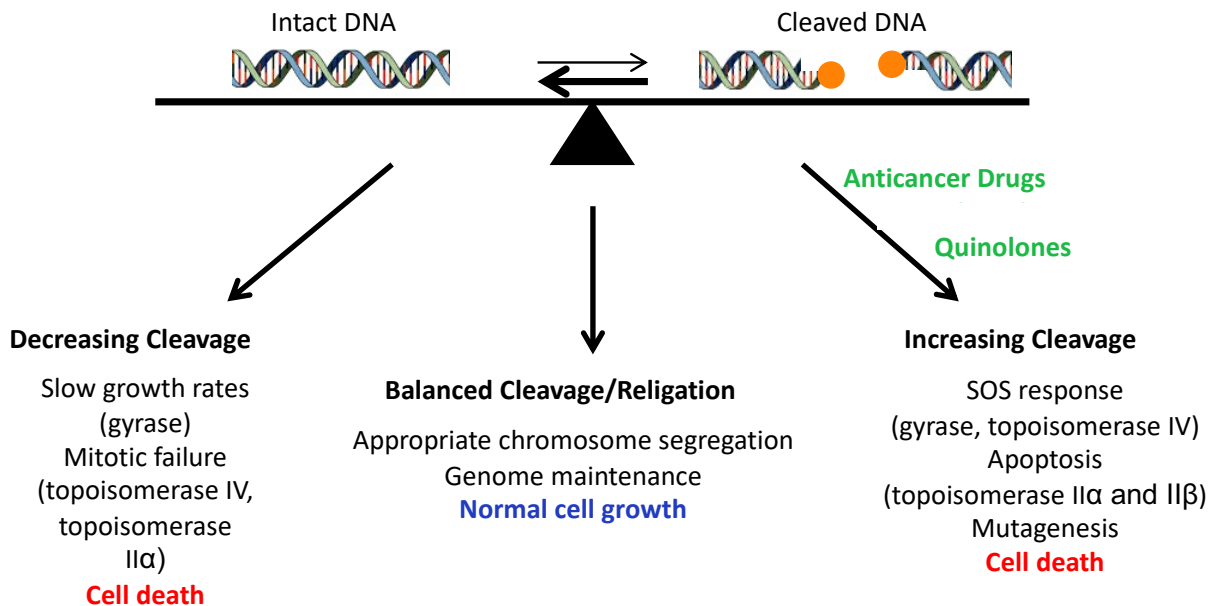 Intact DNA
Cleaved DNA
Anticancer Drugs
Quinolones
Decreasing Cleavage
Slow growth rates
(gyrase)
Mitotic failure
(topoisomerase IV,
topoisomerase
IIα)
Cell death
Balanced Cleavage/Religation
Appropriate chromosome segregation
Genome maintenance
Normal cell growth
Increasing Cleavage
SOS response
(gyrase, topoisomerase IV)
Apoptosis
(topoisomerase IIα and IIβ)
Mutagenesis
Cell death